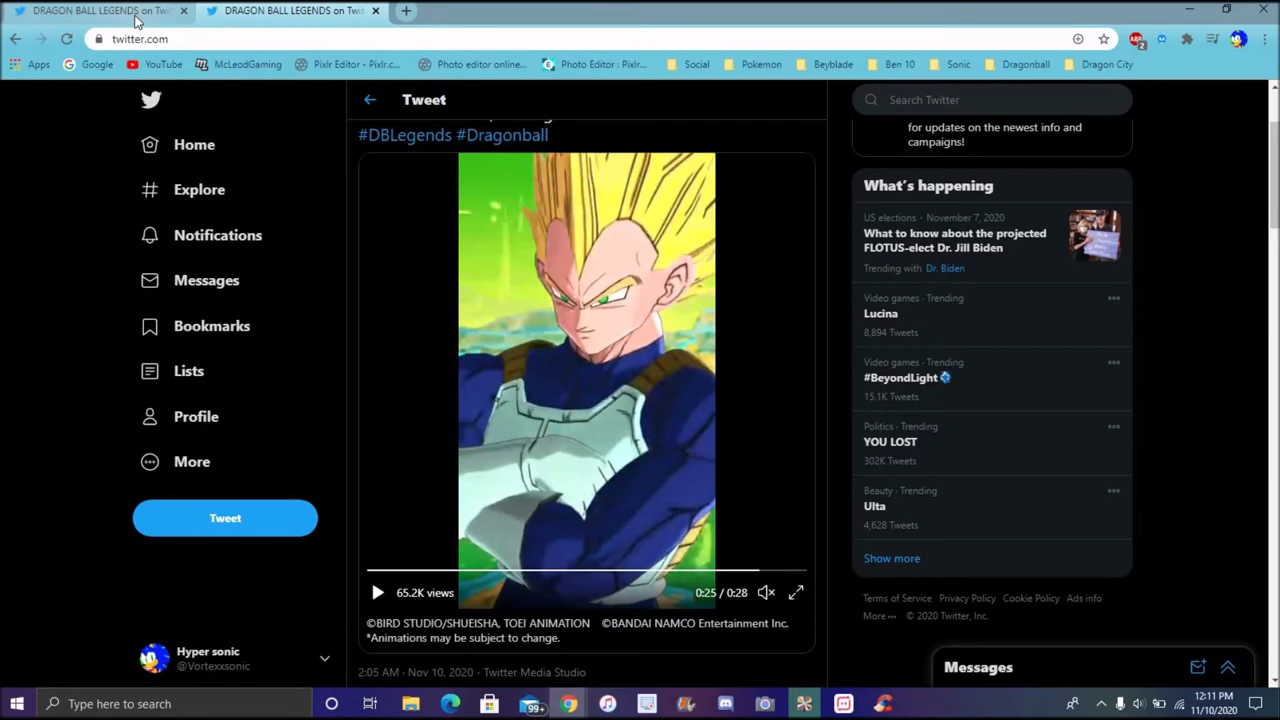 DRAGON BALL LEGENDS on Twi
DRAGON BALL LEGENDS on Twit
twitter.com
Apps
Google
YouTube
McLeodGaming
Pixlr Editor - Pixlr.c...
Photo editor online...
Photo Editor : Pixlr...
Social
Pokemon
Beyblade
Ben 10
Sonic
Dragonball
Dragon City
Home
Explore
Notifications
Messages
Bookmarks
Lists
Profile
More
Tweet
Hyper sonic
@Vortexxsonic
Tweet
#DBLegends #Dragonball
65.2K views
0:25 / 0:28
©BIRD STUDIO/SHUEISHA, TOEI ANIMATION ©BANDAI NAMCO Entertainment Inc.
*Animations may be subject to change.
2:05 AM · Nov 10, 2020 · Twitter Media Studio
Search Twitter
for updates on the newest info and
campaigns!
What's happening
US elections · November 7, 2020
What to know about the projected
FLOTUS-elect Dr. Jill Biden
Trending with Dr. Biden
Video games · Trending
Lucina
8,894 Tweets
Video games · Trending
#BeyondLight
15.1K Tweets
Politics · Trending
YOU LOST
302K Tweets
Beauty · Trending
Ulta
4,628 Tweets
Show more
Terms of Service Privacy Policy Cookie Policy Ads info
More ··· © 2020 Twitter, Inc.
Messages
Type here to search
99+
12:11 PM
11/10/2020